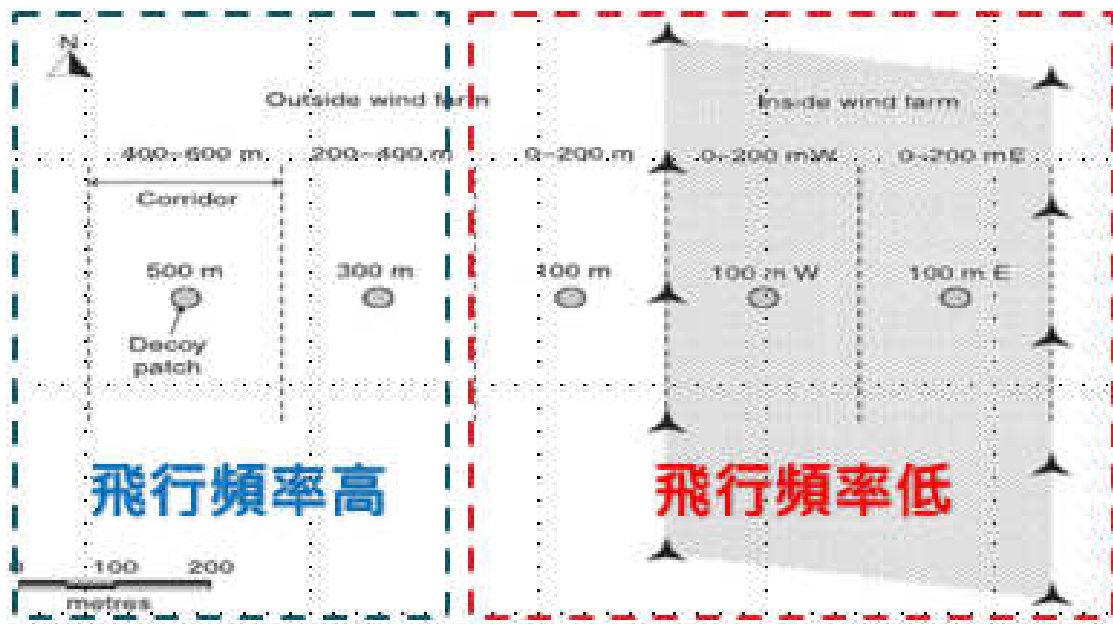 N
Outside wind farm
Inside wind farm
400-600 m
200-400 m
0-200 m
0-200 mW
0-200 mE
Corridor
500 m
300 m
100 m
100 m W
100 m E
Decoy
patch
飛行頻率高
飛行頻率低
0 100 200
metres